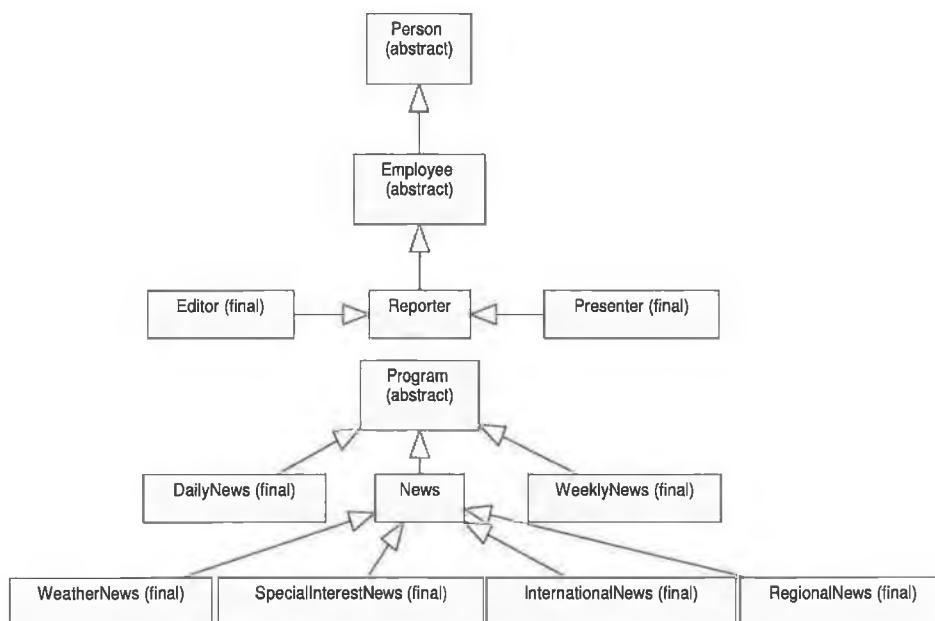 Person
(abstract)
Employee
(abstract)
Editor (final)
Reporter
Presenter (final)
Program
(abstract)
DailyNews (final)
News
WeeklyNews (final)
WeatherNews (final)
SpecialInterestNews (final)
InternationalNews (final)
RegionalNews (final)